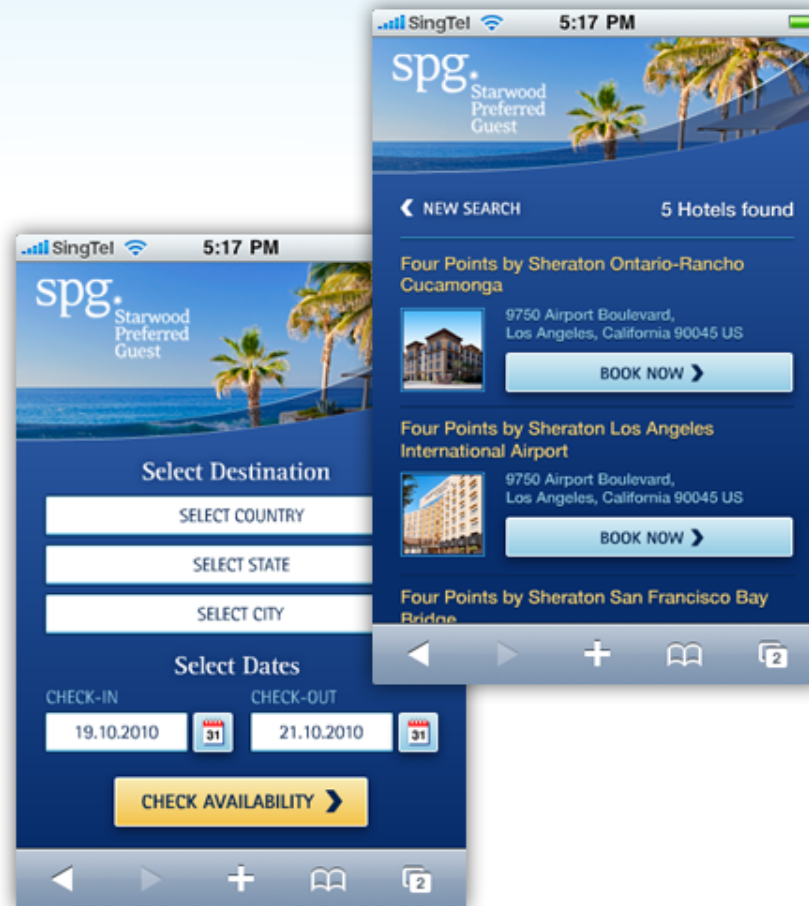 SingTel 5:17 PM
spg.
Starwood
Preferred
Guest
NEW SEARCH 5 Hotels found
Four Points by Sheraton Ontario-Rancho
Cucamonga
9750 Airport Boulevard,
Los Angeles, California 90045 US
BOOK NOW
Four Points by Sheraton Los Angeles
International Airport
9750 Airport Boulevard,
Los Angeles, California 90045 US
BOOK NOW
Four Points by Sheraton San Francisco Bay
Bridge
2
SingTel 5:17 PM
spg.
Starwood
Preferred
Guest
Select Destination
SELECT COUNTRY
SELECT STATE
SELECT CITY
Select Dates
CHECK-IN CHECK-OUT
19.10.2010 31 21.10.2010 31
CHECK AVAILABILITY
2